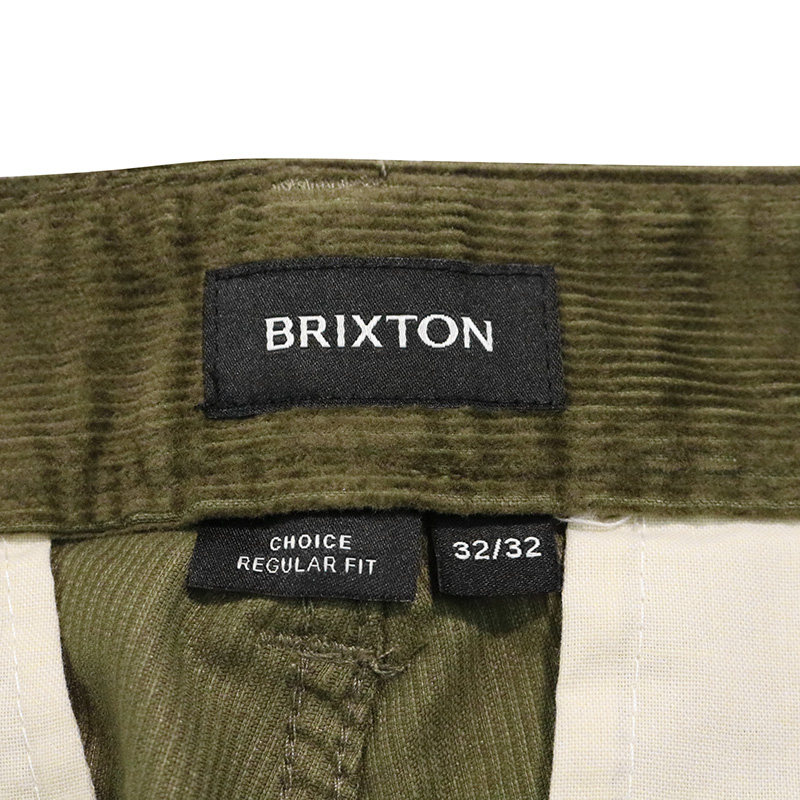 BRIXTON
CHOICE
REGULAR FIT
32/32